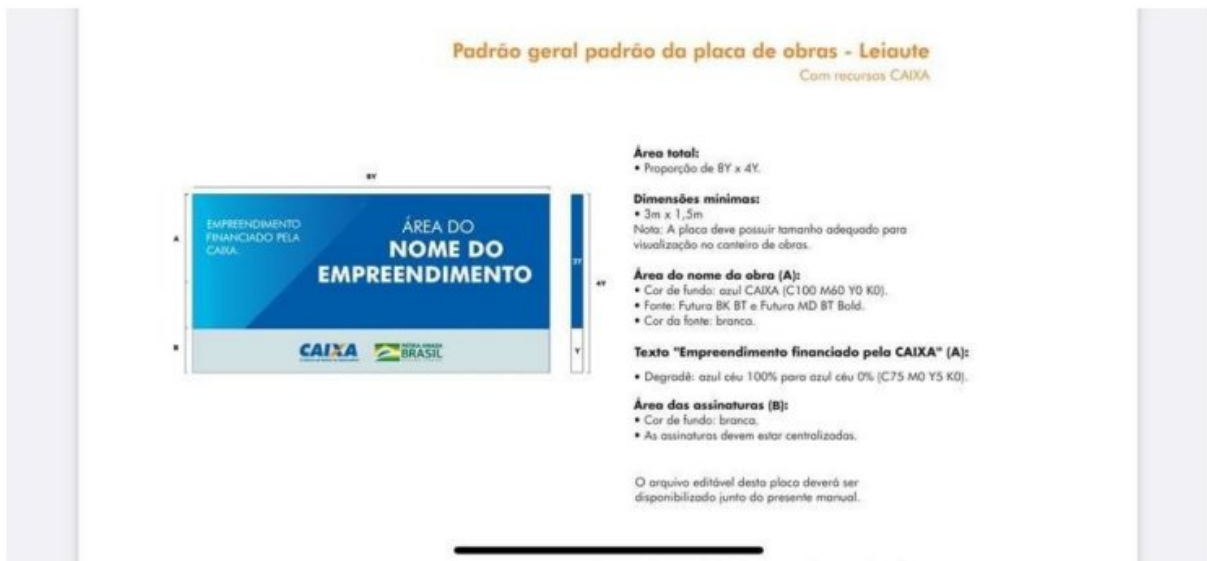 Padrão geral padrão da placa de obras - Leiaute
Com recursos CAIXA
8Y
A
EMPREENDIMENTO
FINANCIADO PELA
CAIXA.
ÁREA DO
NOME DO
EMPREENDIMENTO
3Y
4Y
B
CAIXA
PÁTRIA AMADA
BRASIL
Y
Área total:
• Proporção de 8Y x 4Y.
Dimensões mínimas:
• 3m x 1,5m
Nota: A placa deve possuir tamanho adequado para
visualização no canteiro de obras.
Área do nome da obra (A):
• Cor de fundo: azul CAIXA (C100 M60 Y0 K0).
• Fonte: Futura BK BT e Futura MD BT Bold.
• Cor da fonte: branca.
Texto "Empreendimento financiado pela CAIXA" (A):
• Degradê: azul céu 100% para azul céu 0% (C75 M0 Y5 K0).
Área das assinaturas (B):
• Cor de fundo: branca.
• As assinaturas devem estar centralizadas.
O arquivo editável desta placa deverá ser
disponibilizado junto do presente manual.